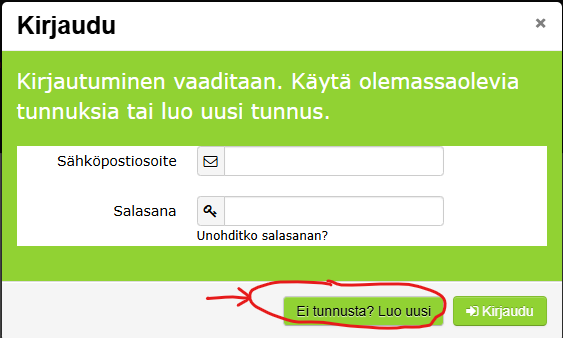 Kirjaudu
×
Kirjautuminen vaaditaan. Käytä olemassaolevia
tunnuksia tai luo uusi tunnus.
Sähköpostiosoite
Salasana
Unohditko salasanan?
Ei tunnusta? Luo uusi
Kirjaudu